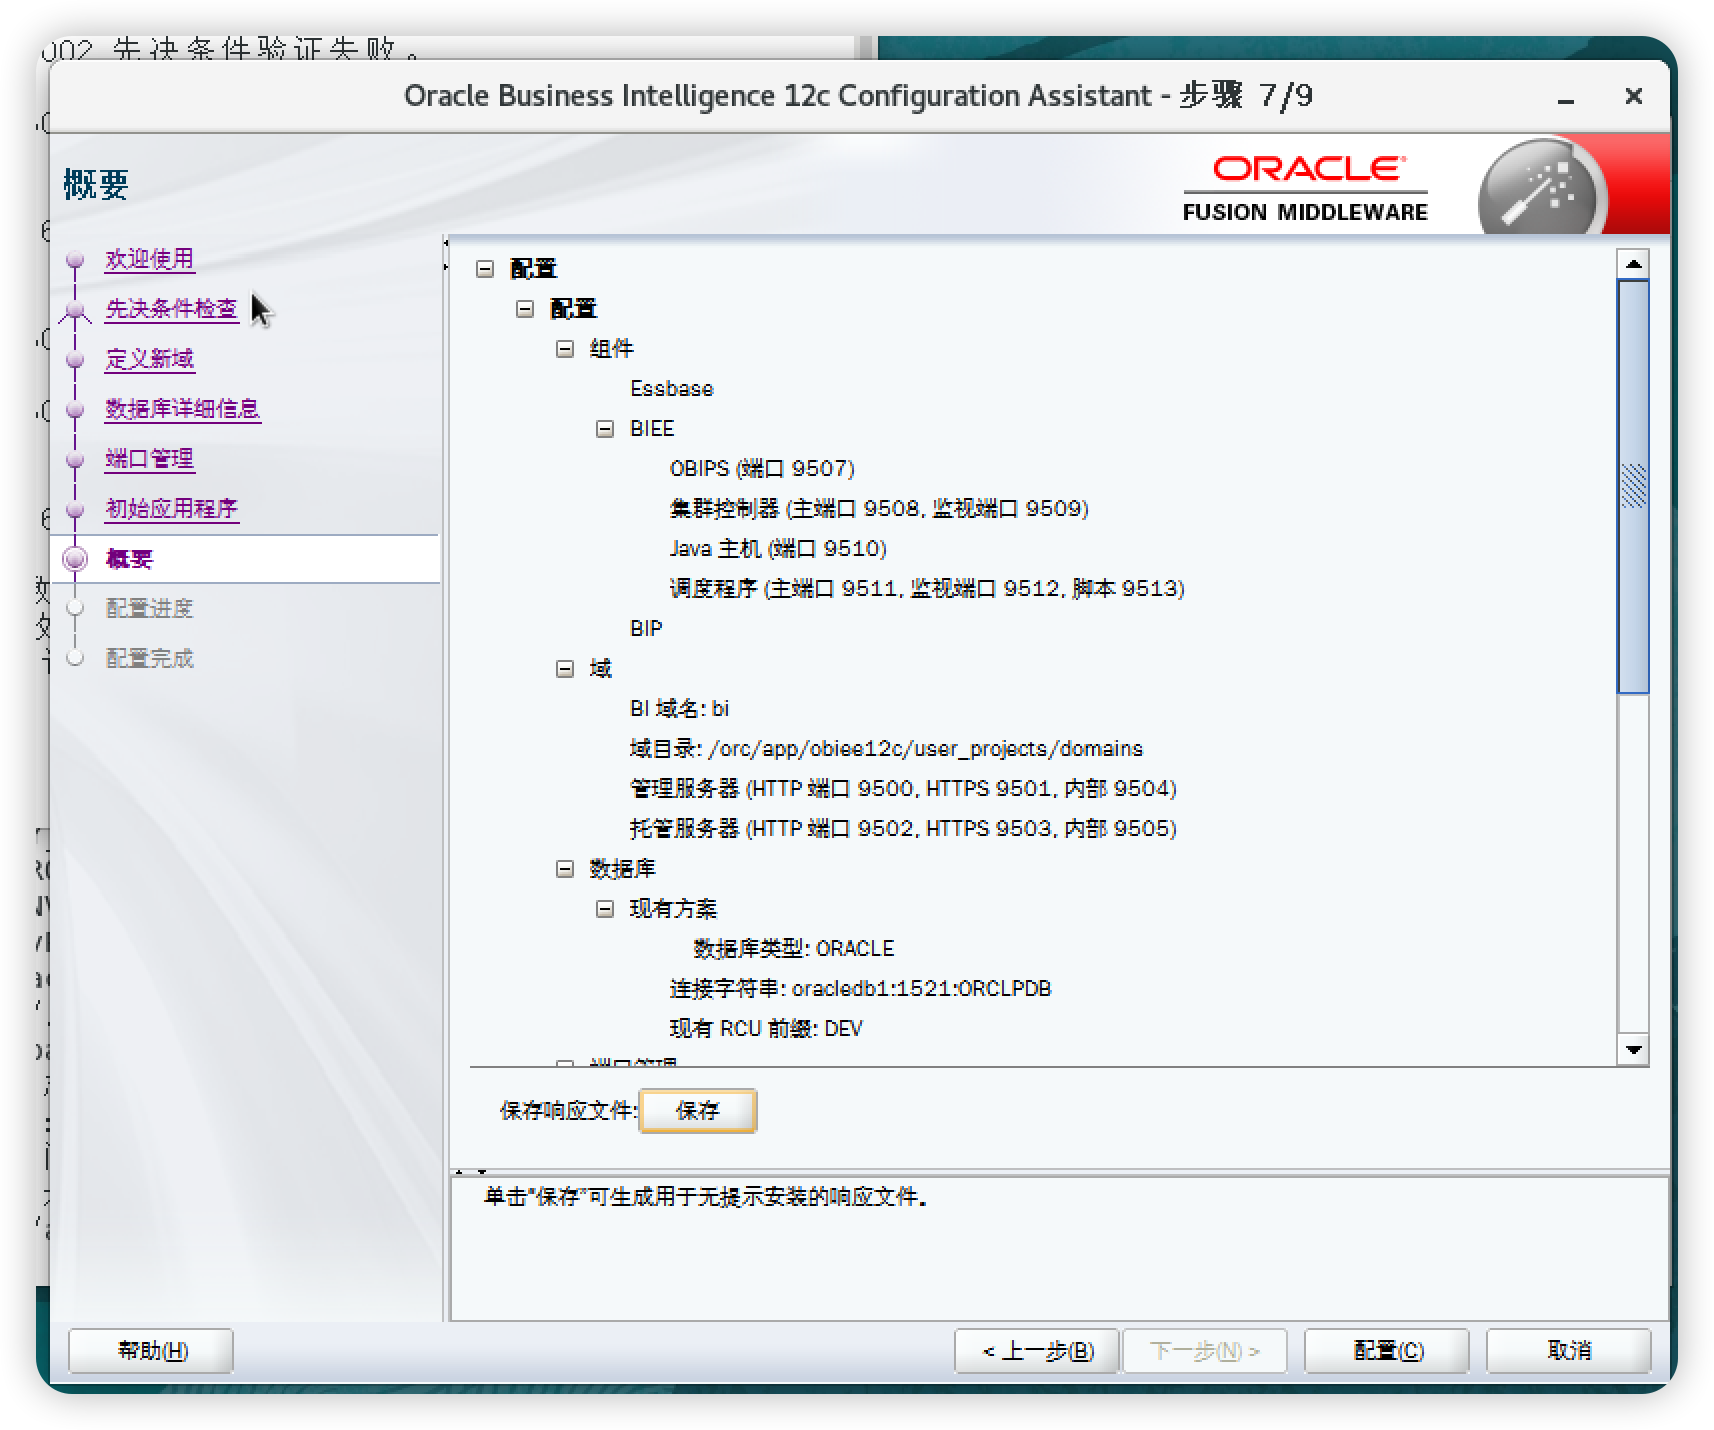 002 先决条件验证失败。
Oracle Business Intelligence 12c Configuration Assistant - 步骤 7/9
概要
ORACLE
FUSION MIDDLEWARE
欢迎使用
先决条件检查
定义新域
数据库详细信息
端口管理
初始应用程序
概要
配置进度
配置完成
配置
配置
组件
Essbase
BIEE
OBIPS (端口 9507)
集群控制器 (主端口 9508, 监视端口 9509)
Java 主机 (端口 9510)
调度程序 (主端口 9511, 监视端口 9512, 脚本 9513)
BIP
域
BI 域名: bi
域目录: /orc/app/obiee12c/user_projects/domains
管理服务器 (HTTP 端口 9500, HTTPS 9501, 内部 9504)
托管服务器 (HTTP 端口 9502, HTTPS 9503, 内部 9505)
数据库
现有方案
数据库类型: ORACLE
连接字符串: oracledb1:1521:ORCLPDB
现有 RCU 前缀: DEV
端口管理
保存响应文件: 保存
单击"保存"可生成用于无提示安装的响应文件。
帮助(H)
< 上一步(B)
下一步(N) >
配置(C)
取消